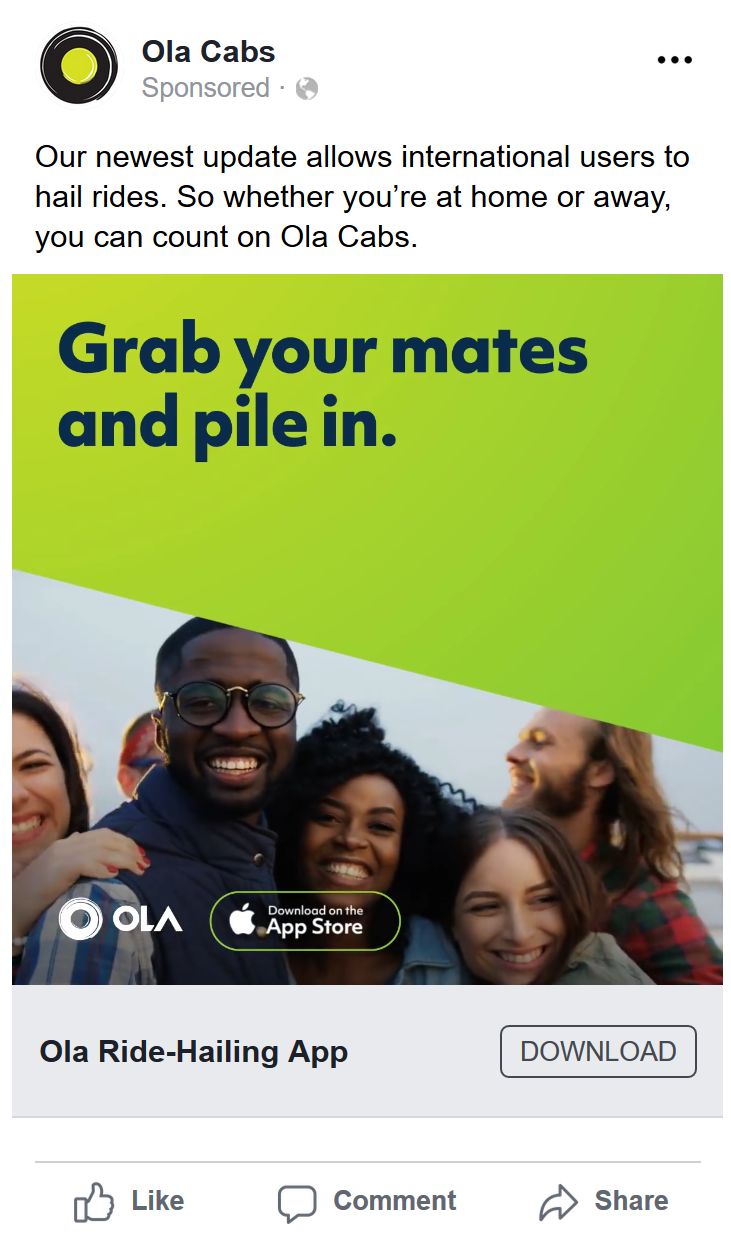 Ola Cabs
Sponsored ·
Our newest update allows international users to
hail rides. So whether you’re at home or away,
you can count on Ola Cabs.
Grab your mates
and pile in.
OLA
Download on the
App Store
Ola Ride-Hailing App
DOWNLOAD
Like
Comment
Share